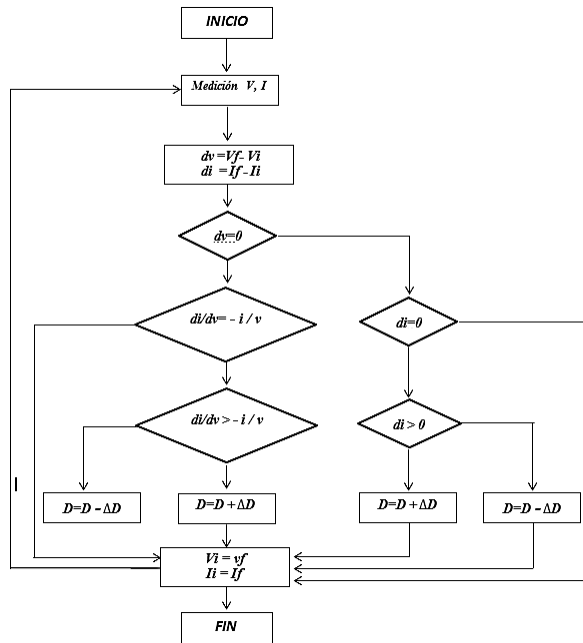 INICIO
Medición V, I
dv =Vf- Vi
di = If - Ii
dv=0
di/dv= - i / v
di=0
di/dv > - i / v
di > 0
D=D - ΔD
D=D + ΔD
D=D + ΔD
D=D - ΔD
Vi = vf
Ii = If
FIN